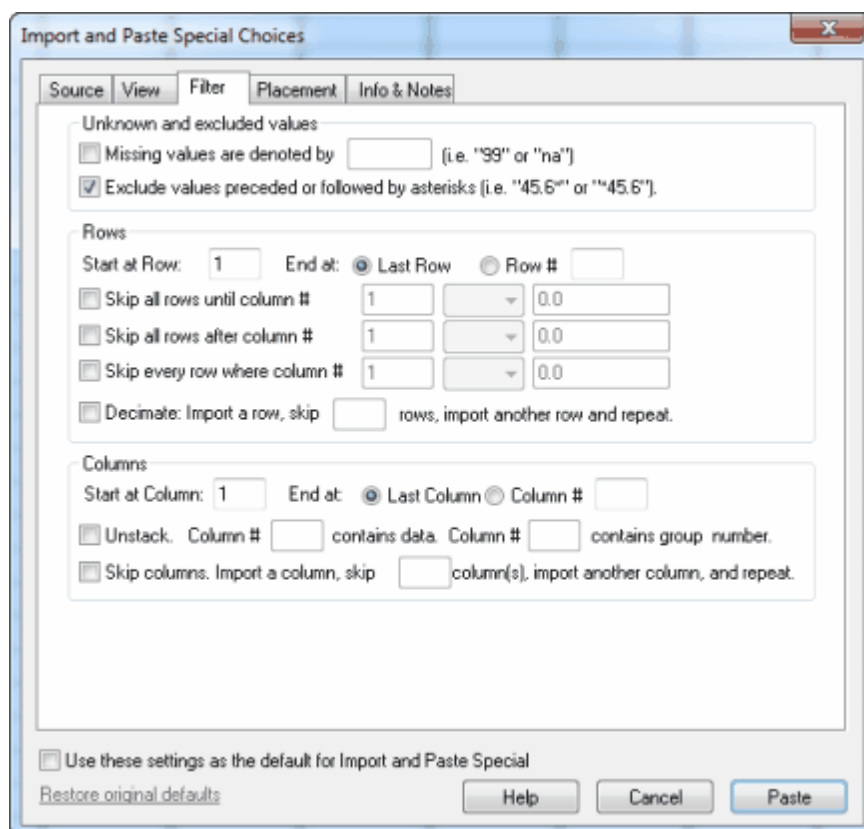 Import and Paste Special Choices
Source View Filter Placement Info & Notes
Unknown and excluded values
Missing values are denoted by (i.e. "99" or "na")
Exclude values preceded or followed by asterisks (i.e. "45.6*" or "*45.6").
Rows
Start at Row: 1 End at: Last Row Row #
Skip all rows until column # 1 0.0
Skip all rows after column # 1 0.0
Skip every row where column # 1 0.0
Decimate: Import a row, skip rows, import another row and repeat.
Columns
Start at Column: 1 End at: Last Column Column #
Unstack. Column # contains data. Column # contains group number.
Skip columns. Import a column, skip column(s), import another column, and repeat.
Use these settings as the default for Import and Paste Special
Restore original defaults Help Cancel Paste